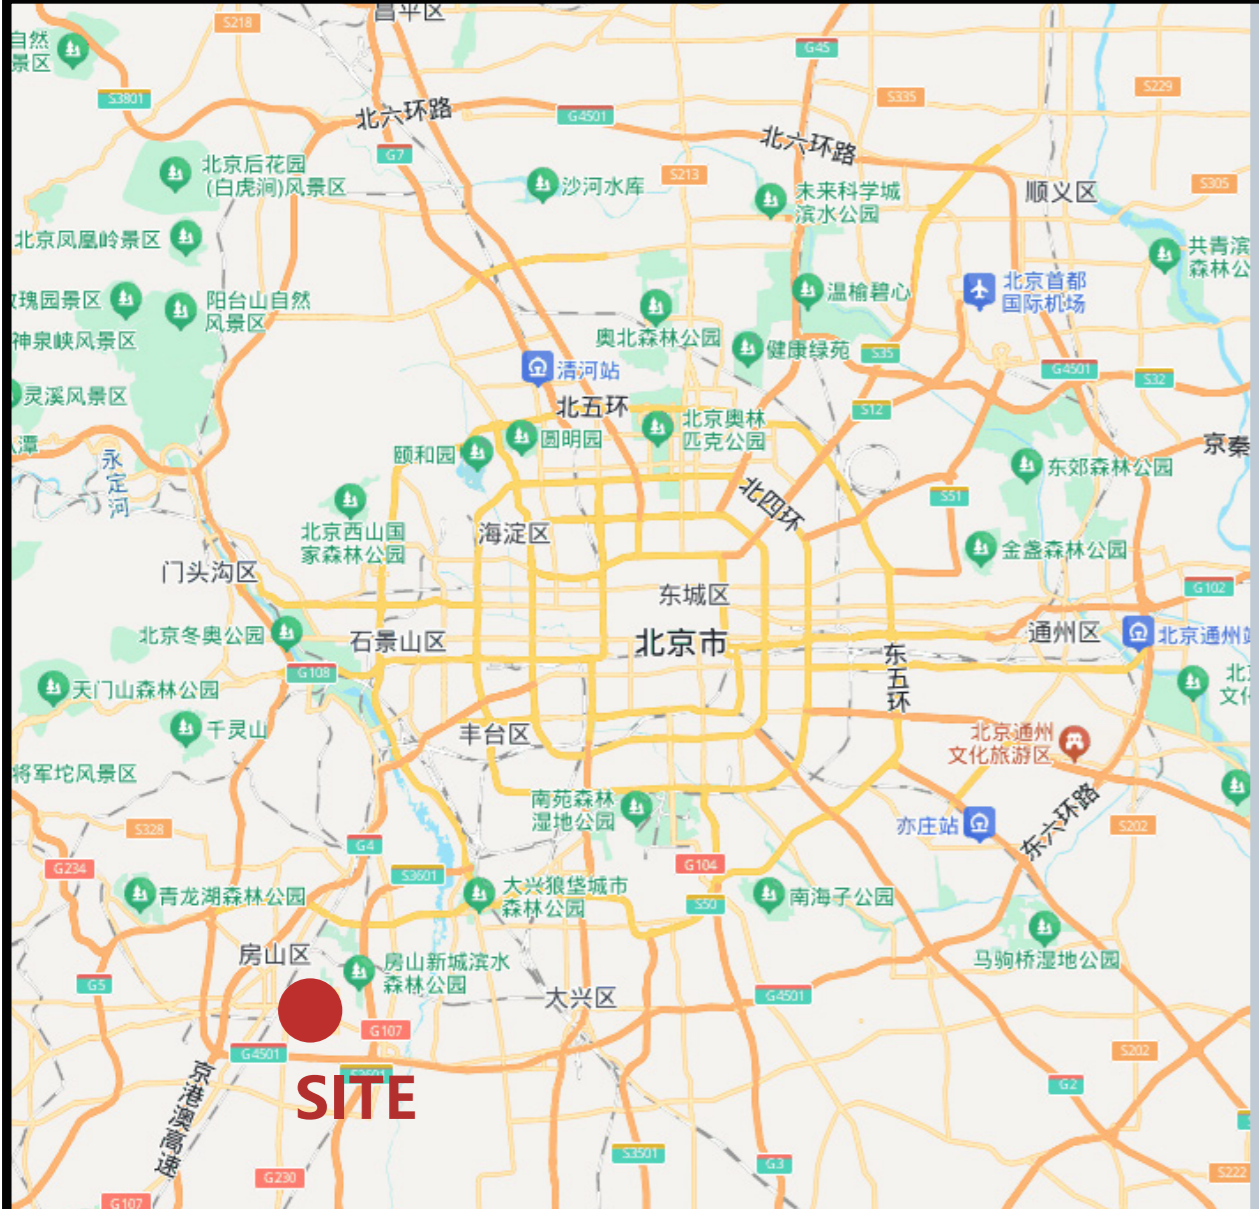 昌平区
S218
自然
景区
G45
S229
S3801
S335
北六环路
G4501
北六环路
G7
北京后花园
(白虎涧)风景区
沙河水库
S213
未来科学城
滨水公园
顺义区
S305
北京凤凰岭景区
共青滨
森林公
玫瑰园景区
阳台山自然
风景区
温榆碧心
北京首都
国际机场
神泉峡风景区
奥北森林公园
健康绿苑
S35
清河站
G4501
S32
灵溪风景区
北五环
北京奥林
匹克公园
S12
圆明园
颐和园
潭
永定河
京秦
东郊森林公园
北四环
S51
北京西山国
家森林公园
海淀区
金盏森林公园
门头沟区
东城区
G102
北京冬奥公园
石景山区
北京市
通州区
北京通州站
G108
东五环
天门山森林公园
千灵山
丰台区
北京通州
文化旅游区
将军坨风景区
南苑森林
湿地公园
东六环路
S328
亦庄站
S202
G4
G234
S3601
G104
青龙湖森林公园
大兴狼垡城市
森林公园
S50
南海子公园
房山区
房山新城滨水
森林公园
马驹桥湿地公园
G5
大兴区
G4501
G107
G4501
S202
京港澳高速
SITE
G2
S3501
G3
G230
S222
G107